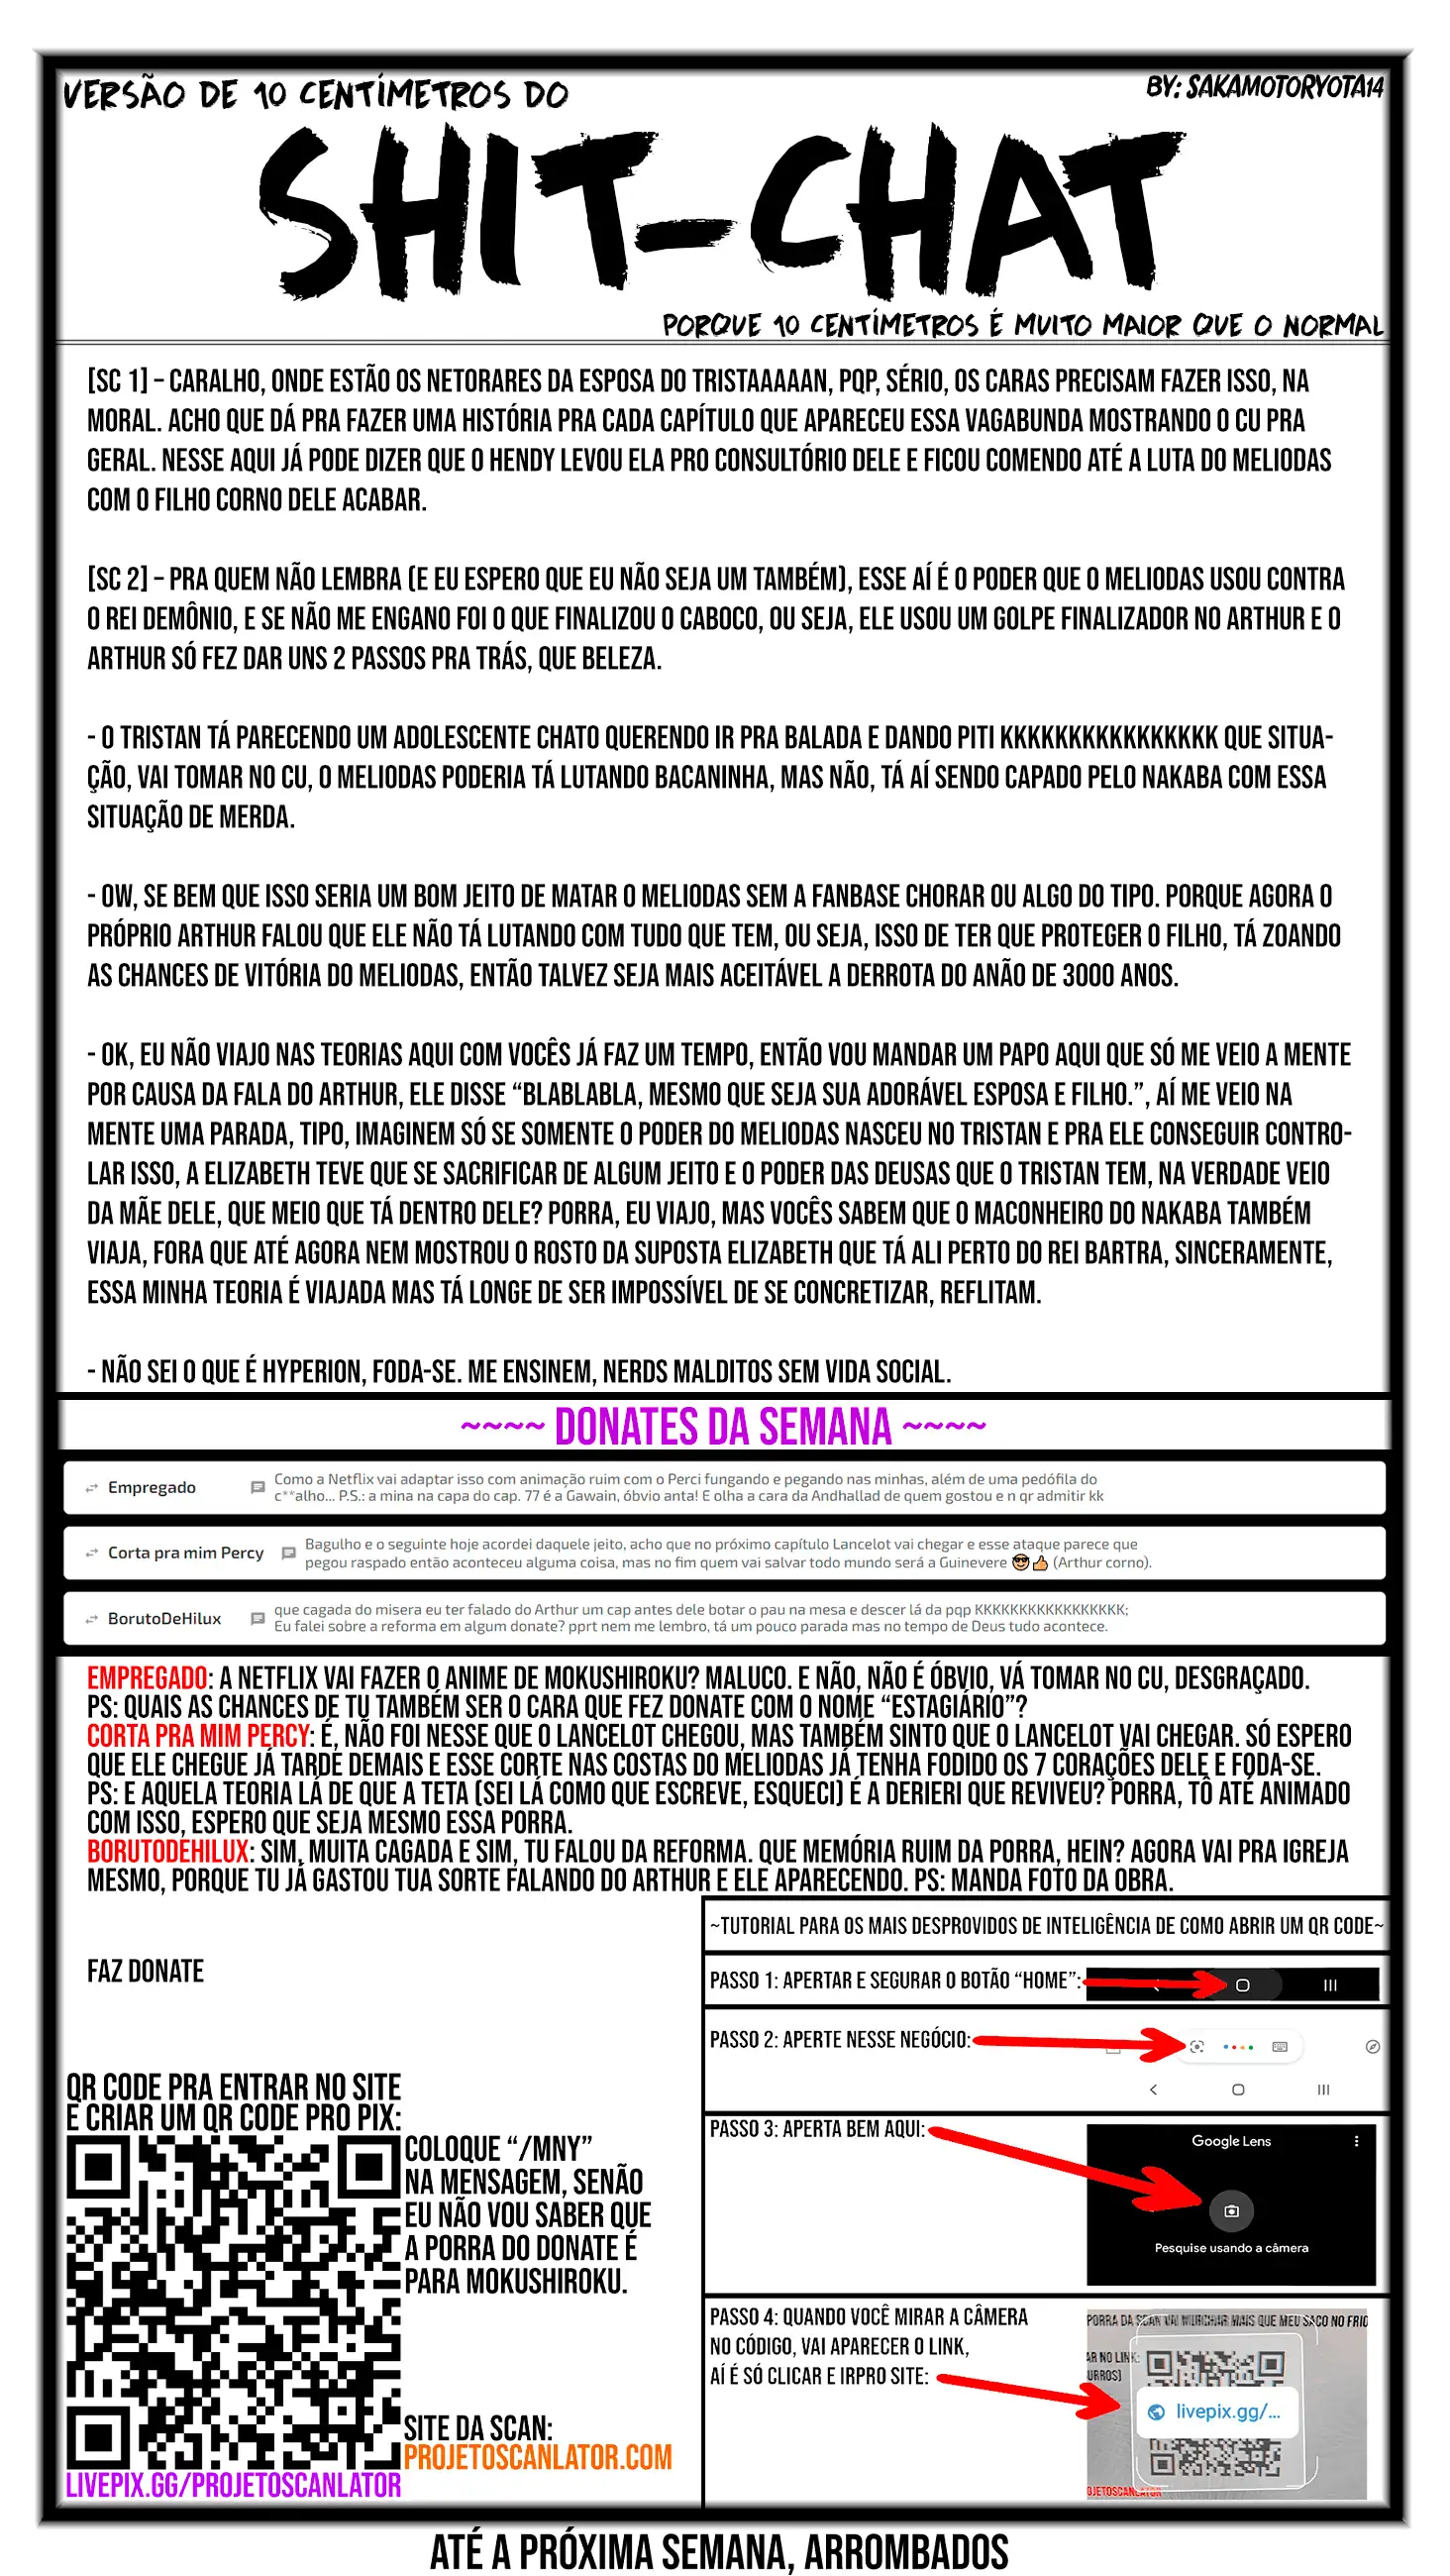 VERSÃO DE 10 CENTÍMETROS DO
BY: SAKAMOTORYOTA14
SHIT-CHAT
PORQUE 10 CENTÍMETROS É MUITO MAIOR QUE O NORMAL
[SC 1] – CARALHO, ONDE ESTÃO OS NETORARES DA ESPOSA DO TRISTAAAAAN, PQP, SÉRIO, OS CARAS PRECISAM FAZER ISSO, NA
MORAL. ACHO QUE DÁ PRA FAZER UMA HISTÓRIA PRA CADA CAPÍTULO QUE APARECEU ESSA VAGABUNDA MOSTRANDO O CU PRA
GERAL. NESSE AQUI JÁ PODE DIZER QUE O HENDY LEVOU ELA PRO CONSULTÓRIO DELE E FICOU COMENDO ATÉ A LUTA DO MELIODAS
COM O FILHO CORNO DELE ACABAR.
[SC 2] – PRA QUEM NÃO LEMBRA (E EU ESPERO QUE EU NÃO SEJA UM TAMBÉM), ESSE AÍ É O PODER QUE O MELIODAS USOU CONTRA
O REI DEMÔNIO, E SE NÃO ME ENGANO FOI O QUE FINALIZOU O CABOCO, OU SEJA, ELE USOU UM GOLPE FINALIZADOR NO ARTHUR E O
ARTHUR SÓ FEZ DAR UNS 2 PASSOS PRA TRÁS, QUE BELEZA.
- O TRISTAN TÁ PARECENDO UM ADOLESCENTE CHATO QUERENDO IR PRA BALADA E DANDO PITI KKKKKKKKKKKKKKKK QUE SITUA-
ÇÃO, VAI TOMAR NO CU, O MELIODAS PODERIA TÁ LUTANDO BACANINHA, MAS NÃO, TÁ AÍ SENDO CAPADO PELO NAKABA COM ESSA
SITUAÇÃO DE MERDA.
- OW, SE BEM QUE ISSO SERIA UM BOM JEITO DE MATAR O MELIODAS SEM A FANBASE CHORAR OU ALGO DO TIPO. PORQUE AGORA O
PRÓPRIO ARTHUR FALOU QUE ELE NÃO TÁ LUTANDO COM TUDO QUE TEM, OU SEJA, ISSO DE TER QUE PROTEGER O FILHO, TÁ ZOANDO
AS CHANCES DE VITÓRIA DO MELIODAS, ENTÃO TALVEZ SEJA MAIS ACEITÁVEL A DERROTA DO ANÃO DE 3000 ANOS.
- OK, EU NÃO VIAJO NAS TEORIAS AQUI COM VOCÊS JÁ FAZ UM TEMPO, ENTÃO VOU MANDAR UM PAPO AQUI QUE SÓ ME VEIO A MENTE
POR CAUSA DA FALA DO ARTHUR, ELE DISSE “BLABLABLA, MESMO QUE SEJA SUA ADORÁVEL ESPOSA E FILHO.”, AÍ ME VEIO NA
MENTE UMA PARADA, TIPO, IMAGINEM SÓ SE SOMENTE O PODER DO MELIODAS NASCEU NO TRISTAN E PRA ELE CONSEGUIR CONTRO-
LAR ISSO, A ELIZABETH TEVE QUE SE SACRIFICAR DE ALGUM JEITO E O PODER DAS DEUSAS QUE O TRISTAN TEM, NA VERDADE VEIO
DA MÃE DELE, QUE MEIO QUE TÁ DENTRO DELE? PORRA, EU VIAJO, MAS VOCÊS SABEM QUE O MACONHEIRO DO NAKABA TAMBÉM
VIAJA, FORA QUE ATÉ AGORA NEM MOSTROU O ROSTO DA SUPOSTA ELIZABETH QUE TÁ ALI PERTO DO REI BARTRA, SINCERAMENTE,
ESSA MINHA TEORIA É VIAJADA MAS TÁ LONGE DE SER IMPOSSÍVEL DE SE CONCRETIZAR, REFLITAM.
- NÃO SEI O QUE É HYPERION, FODA-SE. ME ENSINEM, NERDS MALDITOS SEM VIDA SOCIAL.
~~~~ DONATES DA SEMANA ~~~~
Empregado
Como a Netflix vai adaptar isso com animação ruim com o Perci fungando e pegando nas minhas, além de uma pedófila do
c**alho... P.S.: a mina na capa do cap. 77 é a Gawain, óbvio anta! E olha a cara da Andhallad de quem gostou e n qr admitir kk
Corta pra mim Percy
Bagulho e o seguinte hoje acordei daquele jeito, acho que no próximo capítulo Lancelot vai chegar e esse ataque parece que
pegou raspado então aconteceu alguma coisa, mas no fim quem vai salvar todo mundo será a Guinevere 😎👍 (Arthur corno).
BorutoDeHilux
que cagada do misera eu ter falado do Arthur um cap antes dele botar o pau na mesa e descer lá da pqp KKKKKKKKKKKKKKKKK;
Eu falei sobre a reforma em algum donate? pprt nem me lembro, tá um pouco parada mas no tempo de Deus tudo acontece.
EMPREGADO: A NETFLIX VAI FAZER O ANIME DE MOKUSHIROKU? MALUCO. E NÃO, NÃO É ÓBVIO, VÁ TOMAR NO CU, DESGRAÇADO.
PS: QUAIS AS CHANCES DE TU TAMBÉM SER O CARA QUE FEZ DONATE COM O NOME “ESTAGIÁRIO”?
CORTA PRA MIM PERCY: É, NÃO FOI NESSE QUE O LANCELOT CHEGOU, MAS TAMBÉM SINTO QUE O LANCELOT VAI CHEGAR. SÓ ESPERO
QUE ELE CHEGUE JÁ TARDE DEMAIS E ESSE CORTE NAS COSTAS DO MELIODAS JÁ TENHA FODIDO OS 7 CORAÇÕES DELE E FODA-SE.
PS: E AQUELA TEORIA LÁ DE QUE A TETA (SEI LÁ COMO QUE ESCREVE, ESQUECI) É A DERIERI QUE REVIVEU? PORRA, TÔ ATÉ ANIMADO
COM ISSO, ESPERO QUE SEJA MESMO ESSA PORRA.
BORUTODEHILUX: SIM, MUITA CAGADA E SIM, TU FALOU DA REFORMA. QUE MEMÓRIA RUIM DA PORRA, HEIN? AGORA VAI PRA IGREJA
MESMO, PORQUE TU JÁ GASTOU TUA SORTE FALANDO DO ARTHUR E ELE APARECENDO. PS: MANDA FOTO DA OBRA.
FAZ DONATE
QR CODE PRA ENTRAR NO SITE
E CRIAR UM QR CODE PRO PIX:
COLOQUE “/MNY”
NA MENSAGEM, SENÃO
EU NÃO VOU SABER QUE
A PORRA DO DONATE É
PARA MOKUSHIROKU.
SITE DA SCAN:
PROJETOSCANLATOR.COM
LIVEPIX.GG/PROJETOSCANLATOR
~TUTORIAL PARA OS MAIS DESPROVIDOS DE INTELIGÊNCIA DE COMO ABRIR UM QR CODE~
PASSO 1: APERTAR E SEGURAR O BOTÃO “HOME”:
PASSO 2: APERTE NESSE NEGÓCIO:
PASSO 3: APERTA BEM AQUI:
Google Lens
Pesquise usando a câmera
PASSO 4: QUANDO VOCÊ MIRAR A CÂMERA
NO CÓDIGO, VAI APARECER O LINK,
AÍ É SÓ CLICAR E IRPRO SITE:
PORRA DA SCAN VAI MURCHAR MAIS QUE MEU SACO NO FRIO
AR NO LINK:
URROS)
livepix.gg/...
OJETOSCANLATOR
ATÉ A PRÓXIMA SEMANA, ARROMBADOS